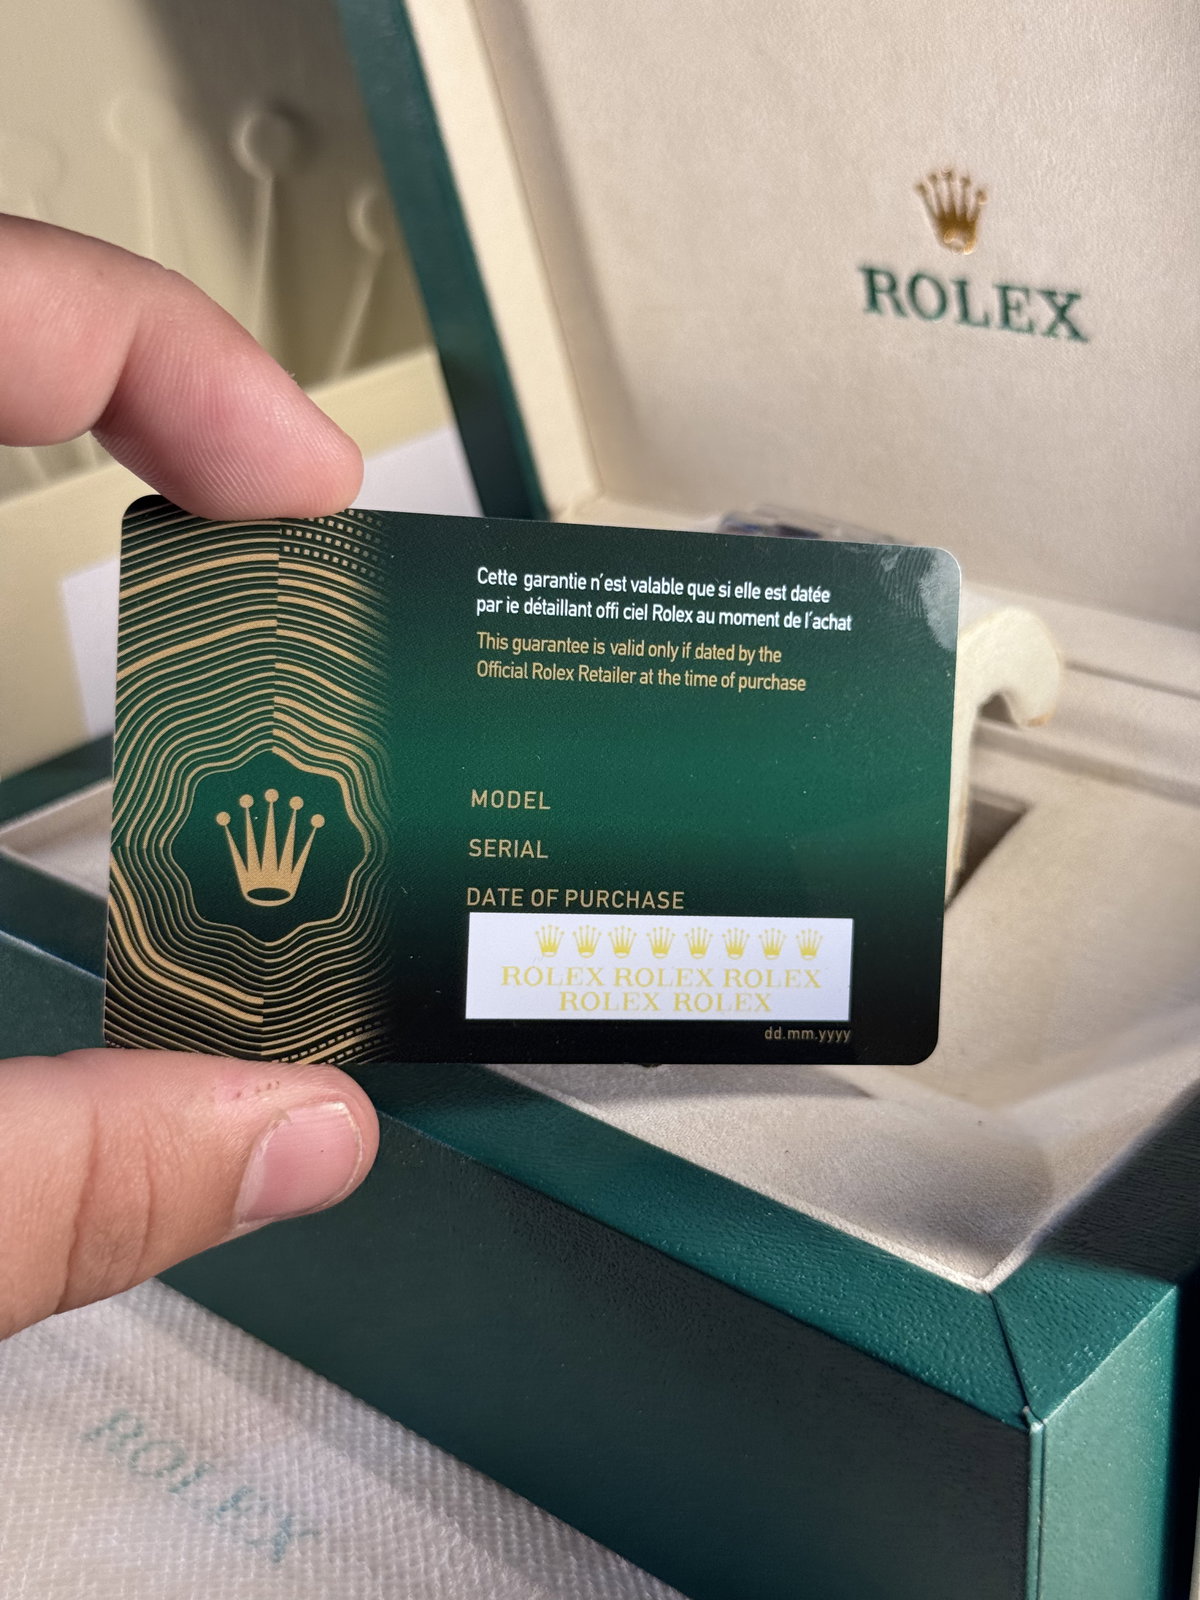 ROLEX
Cette garantie n'est valable que si elle est datée
par ie détaillant offi ciel Rolex au moment de l'achat
This guarantee is valid only if dated by the
Official Rolex Retailer at the time of purchase
MODEL
SERIAL
DATE OF PURCHASE
ROLEX ROLEX ROLEX
ROLEX ROLEX
dd.mm.yyyy
ROLEX